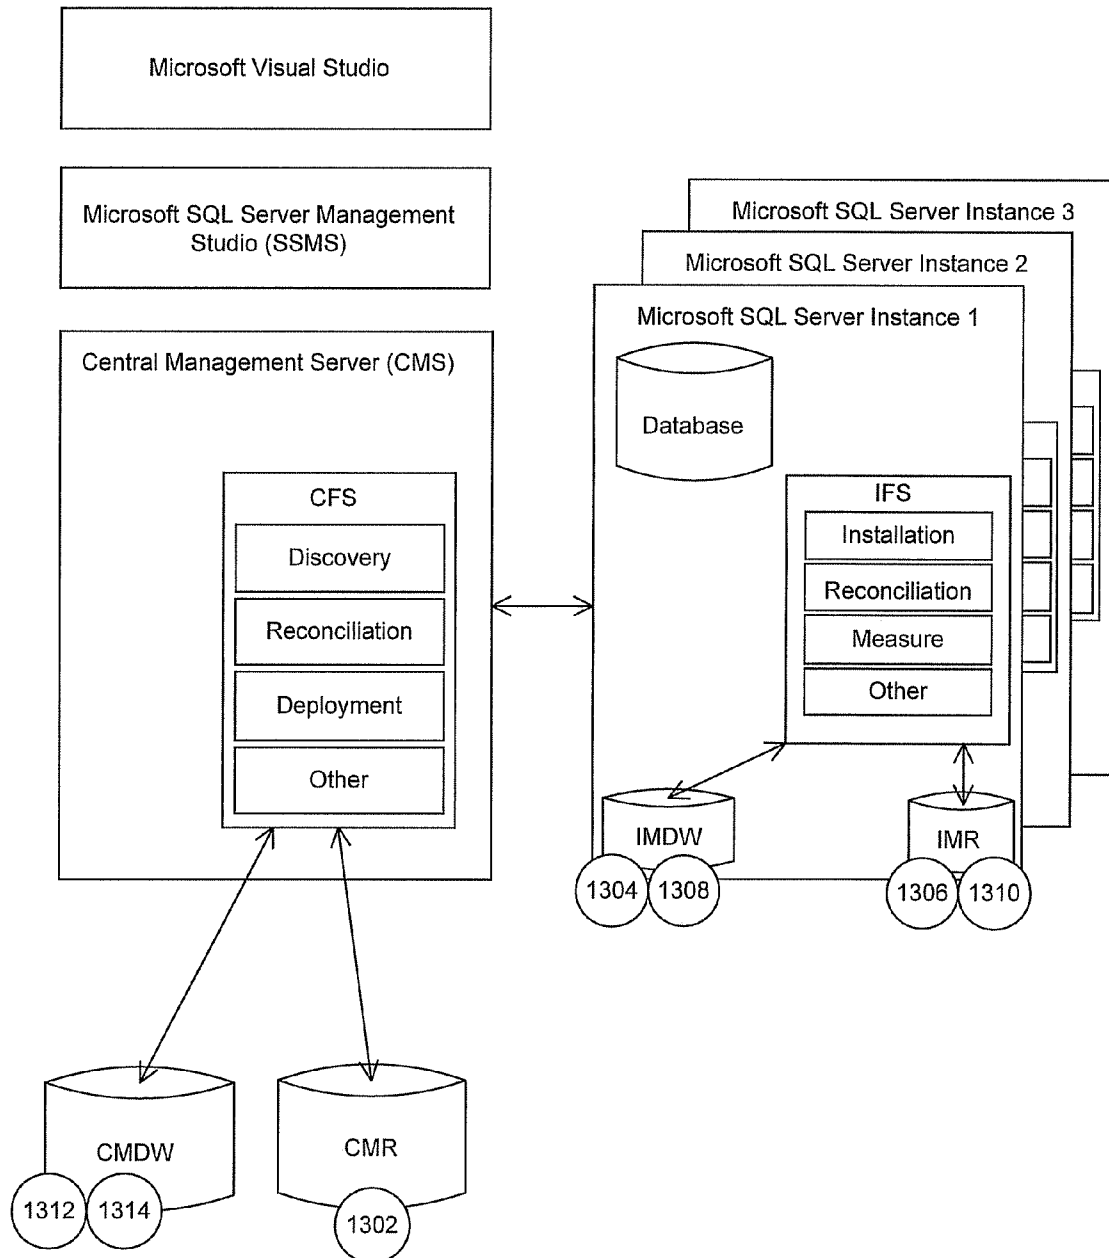 Microsoft Visual Studio
Microsoft SQL Server Management
Studio (SSMS)
Central Management Server (CMS)
CFS
Discovery
Reconciliation
Deployment
Other
Microsoft SQL Server Instance 3
Microsoft SQL Server Instance 2
Microsoft SQL Server Instance 1
Database
IFS
Installation
Reconciliation
Measure
Other
IMDW
1304
1308
IMR
1306
1310
CMDW
1312
1314
CMR
1302